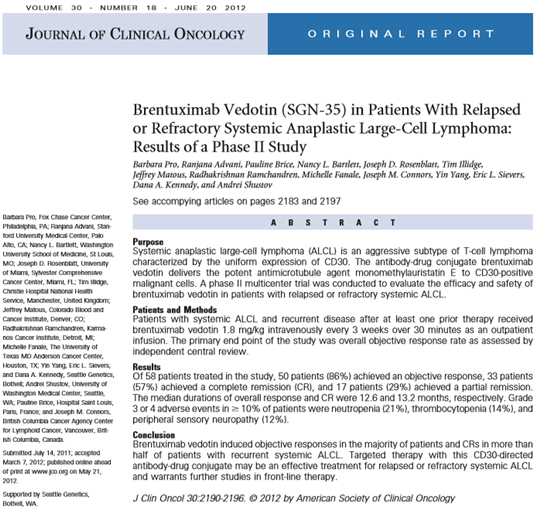 VOLUME 30 · NUMBER 18 · JUNE 20 2012
JOURNAL OF CLINICAL ONCOLOGY
ORIGINAL REPORT
Brentuximab Vedotin (SGN-35) in Patients With Relapsed
or Refractory Systemic Anaplastic Large-Cell Lymphoma:
Results of a Phase II Study
Barbara Pro, Ranjana Advani, Pauline Brice, Nancy L. Bartlett, Joseph D. Rosenblatt, Tim Illidge,
Jeffrey Matous, Radhakrishnan Ramchandren, Michelle Fanale, Joseph M. Connors, Yin Yang, Eric L. Sievers,
Dana A. Kennedy, and Andrei Shustov
See accompanying articles on pages 2183 and 2197
Barbara Pro, Fox Chase Cancer Center,
Philadelphia, PA; Ranjana Advani, Stan-
ford University Medical Center, Palo
Alto, CA; Nancy L. Bartlett, Washington
University School of Medicine, St Louis,
MO; Joseph D. Rosenblatt, University
of Miami, Sylvester Comprehensive
Cancer Center, Miami, FL; Tim Illidge,
Christie Hospital National Health
Service, Manchester, United Kingdom;
Jeffrey Matous, Colorado Blood and
Cancer Institute, Denver, CO;
Radhakrishnan Ramchandren, Karma-
nos Cancer Institute, Detroit, MI;
Michelle Fanale, The University of
Texas MD Anderson Cancer Center,
Houston, TX; Yin Yang, Eric L. Sievers,
and Dana A. Kennedy, Seattle Genetics,
Bothell; Andrei Shustov, University of
Washington Medical Center, Seattle,
WA; Pauline Brice, Hospital Saint Louis,
Paris, France; and Joseph M. Connors,
British Columbia Cancer Agency Center
for Lymphoid Cancer, Vancouver, Brit-
ish Columbia, Canada.
Submitted July 14, 2011; accepted
March 7, 2012; published online ahead
of print at www.jco.org on May 21,
2012.
Supported by Seattle Genetics,
Bothell, WA.
ABSTRACT
Purpose
Systemic anaplastic large-cell lymphoma (ALCL) is an aggressive subtype of T-cell lymphoma
characterized by the uniform expression of CD30. The antibody-drug conjugate brentuximab
vedotin delivers the potent antimicrotubule agent monomethylauristatin E to CD30-positive
malignant cells. A phase II multicenter trial was conducted to evaluate the efficacy and safety of
brentuximab vedotin in patients with relapsed or refractory systemic ALCL.
Patients and Methods
Patients with systemic ALCL and recurrent disease after at least one prior therapy received
brentuximab vedotin 1.8 mg/kg intravenously every 3 weeks over 30 minutes as an outpatient
infusion. The primary end point of the study was overall objective response rate as assessed by
independent central review.
Results
Of 58 patients treated in the study, 50 patients (86%) achieved an objective response, 33 patients
(57%) achieved a complete remission (CR), and 17 patients (29%) achieved a partial remission.
The median durations of overall response and CR were 12.6 and 13.2 months, respectively. Grade
3 or 4 adverse events in ≥ 10% of patients were neutropenia (21%), thrombocytopenia (14%), and
peripheral sensory neuropathy (12%).
Conclusion
Brentuximab vedotin induced objective responses in the majority of patients and CRs in more than
half of patients with recurrent systemic ALCL. Targeted therapy with this CD30-directed
antibody-drug conjugate may be an effective treatment for relapsed or refractory systemic ALCL
and warrants further studies in front-line therapy.
J Clin Oncol 30:2190-2196. © 2012 by American Society of Clinical Oncology